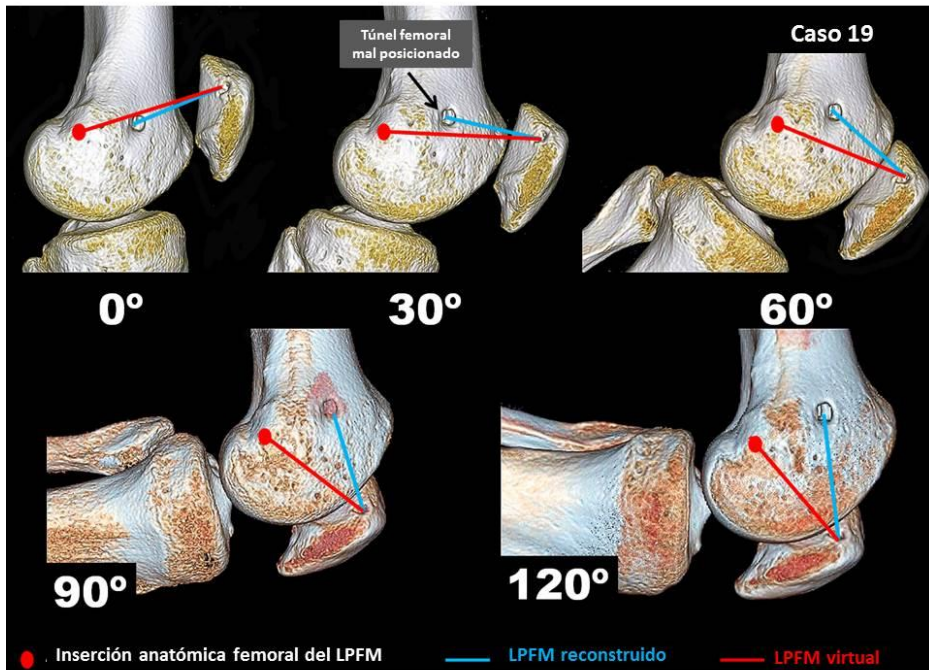 Túnel femoral
mal posicionado
Caso 19
0º
30º
60º
90º
120º
Inserción anatómica femoral del LPFM
LPFM reconstruido
LPFM virtual